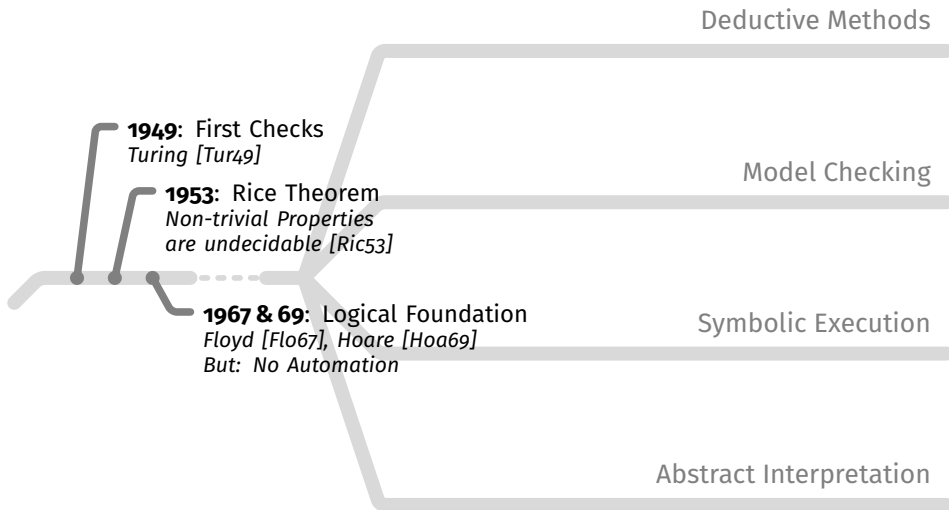 Deductive Methods
1949: First Checks
Turing [Tur49]
Model Checking
1953: Rice Theorem
Non-trivial Properties
are undecidable [Ric53]
1967 & 69: Logical Foundation
Floyd [Flo67], Hoare [Hoa69]
But: No Automation
Symbolic Execution
Abstract Interpretation